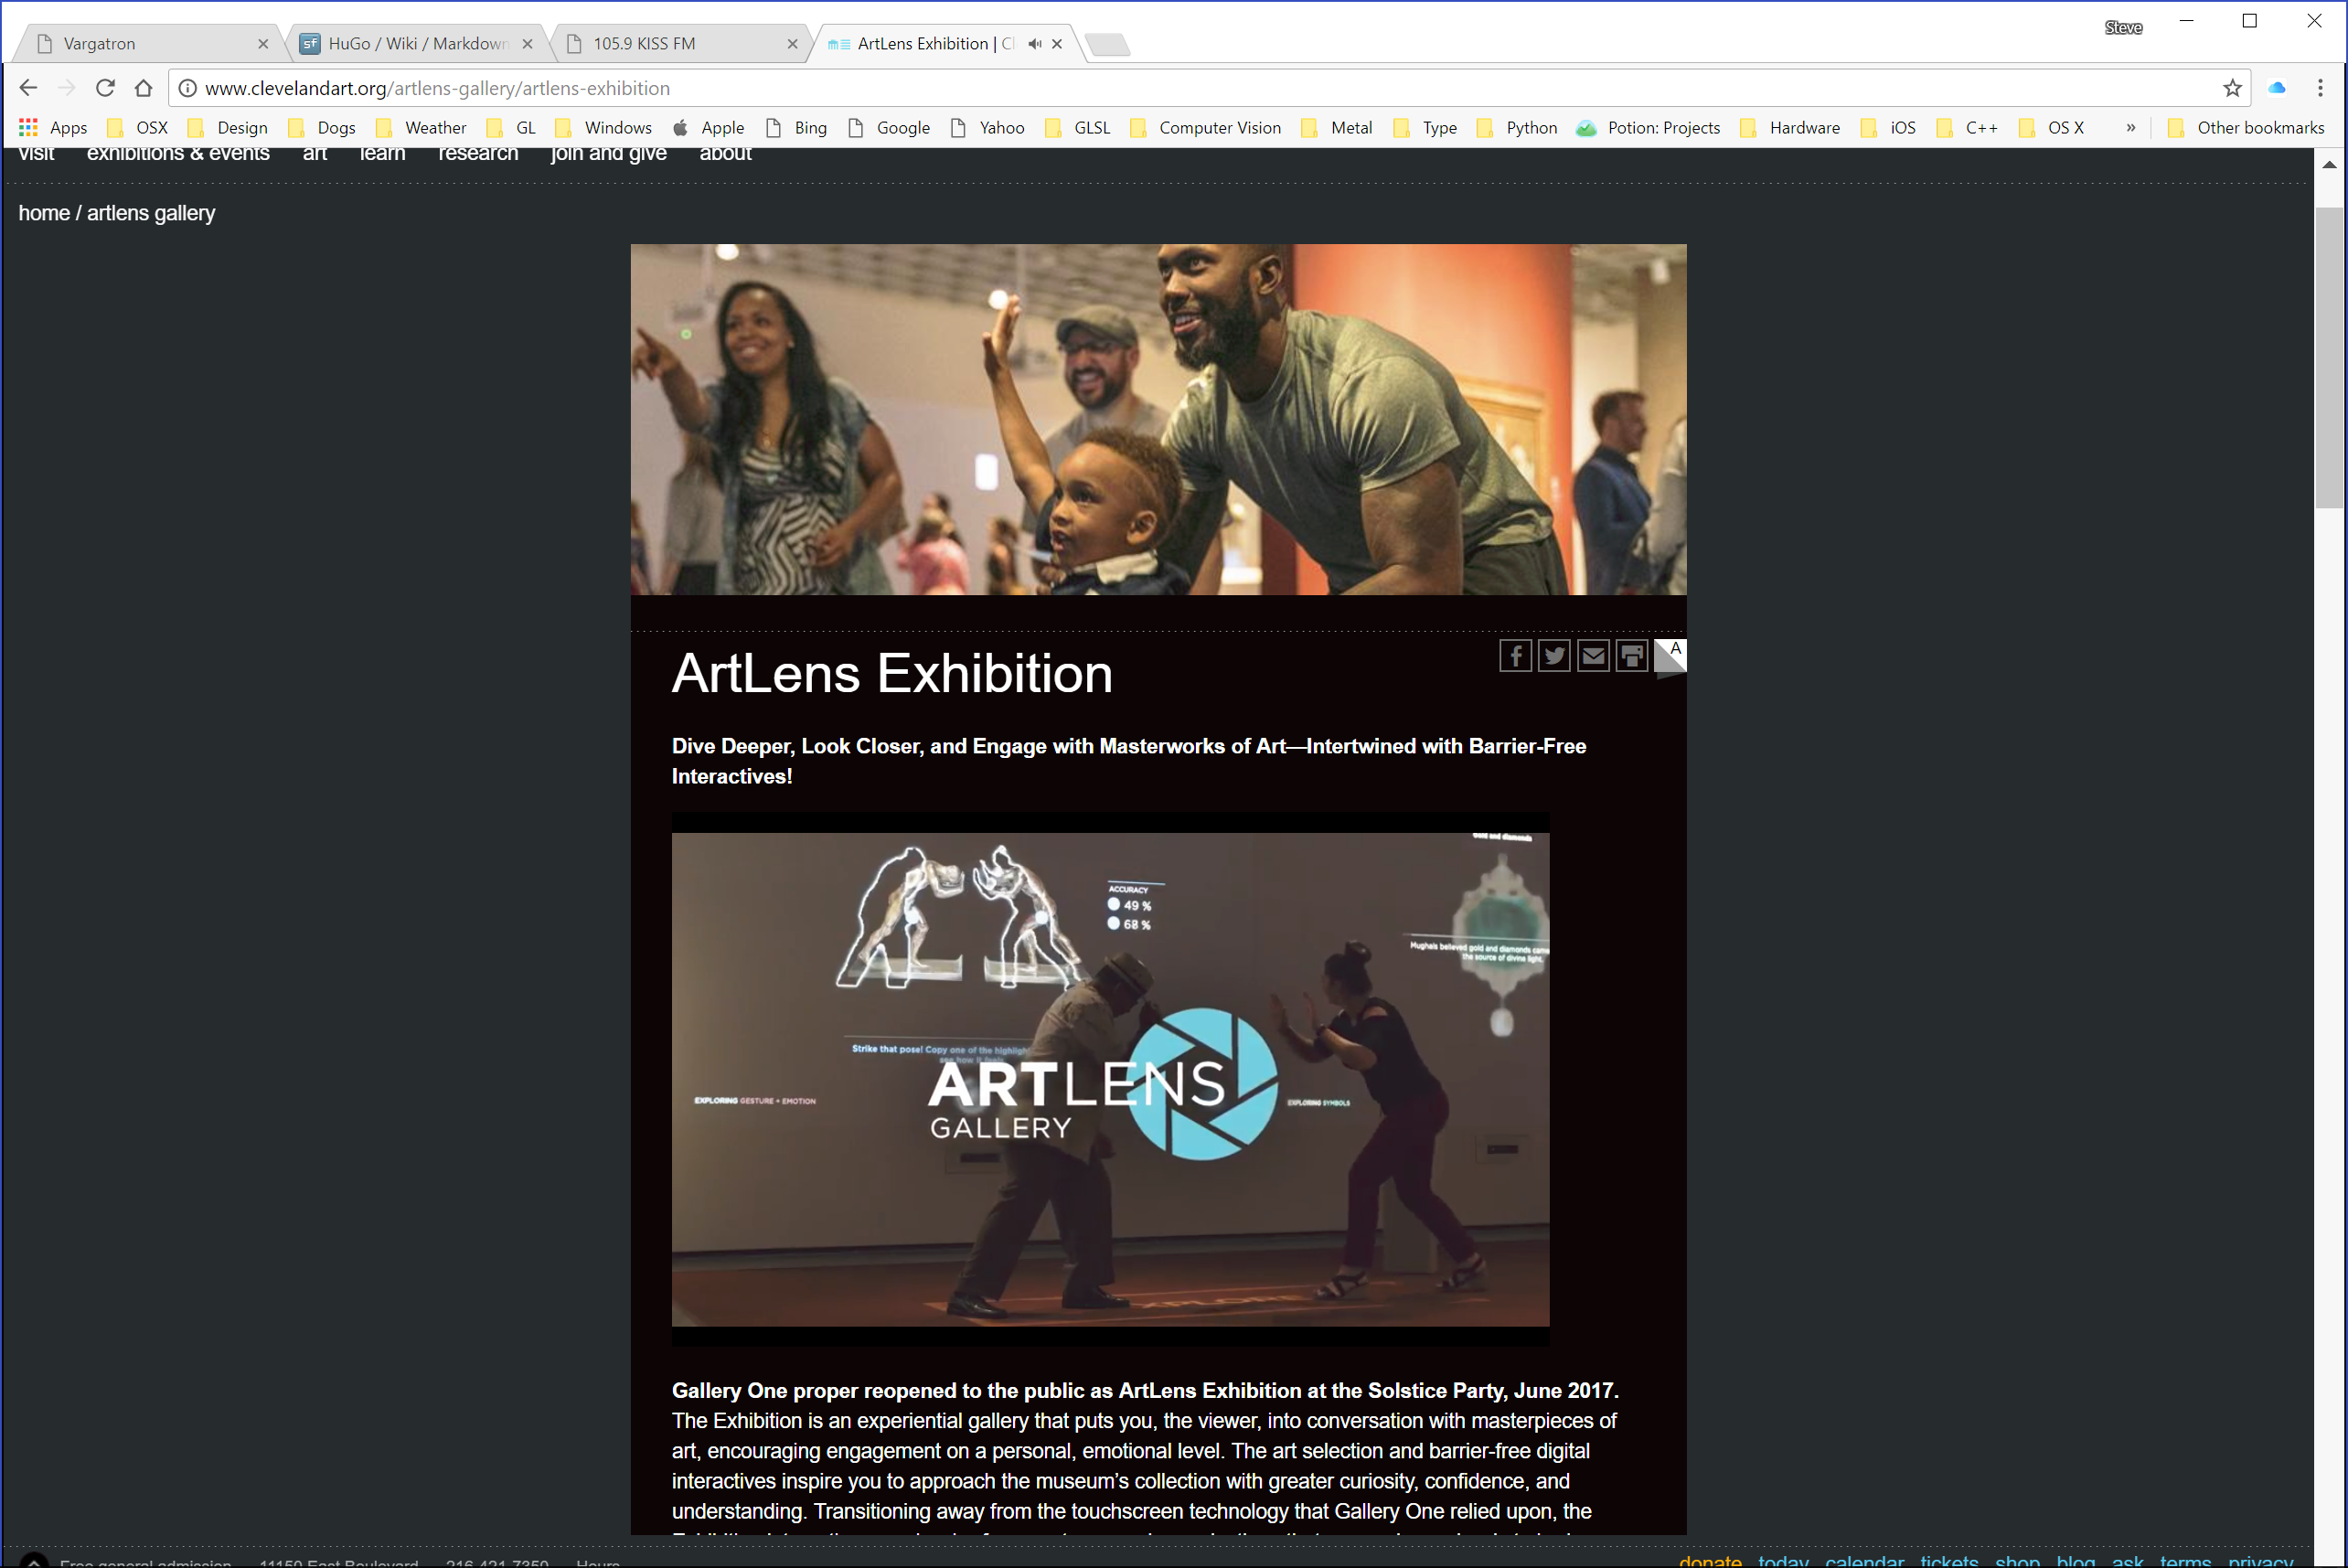 Steve
Vargatron
HuGo / Wiki / Markdown
105.9 KISS FM
ArtLens Exhibition | Cl
www.clevelandart.org/artlens-gallery/artlens-exhibition
Apps OSX Design Dogs Weather GL Windows Apple Bing Google Yahoo GLSL Computer Vision Metal Type Python Potion: Projects Hardware iOS C++ OS X » Other bookmarks
visit exhibitions & events art learn research join and give about
home / artlens gallery
A
ArtLens Exhibition
Dive Deeper, Look Closer, and Engage with Masterworks of Art—Intertwined with Barrier-Free
Interactives!
Gold and diamonds
ACCURACY
49 %
68 %
Mughals believed gold and diamonds came
the source of divine light.
Strike that pose! Copy one of the highligh
see how it feels
ARTLENS
GALLERY
EXPLORING GESTURE + EMOTION
EXPLORING SYMBOLS
Gallery One proper reopened to the public as ArtLens Exhibition at the Solstice Party, June 2017.
The Exhibition is an experiential gallery that puts you, the viewer, into conversation with masterpieces of
art, encouraging engagement on a personal, emotional level. The art selection and barrier-free digital
interactives inspire you to approach the museum's collection with greater curiosity, confidence, and
understanding. Transitioning away from the touchscreen technology that Gallery One relied upon, the
Free general admission 11150 East Boulevard 216-421-7350 Hours
donate today calendar tickets shop blog ask terms privacy